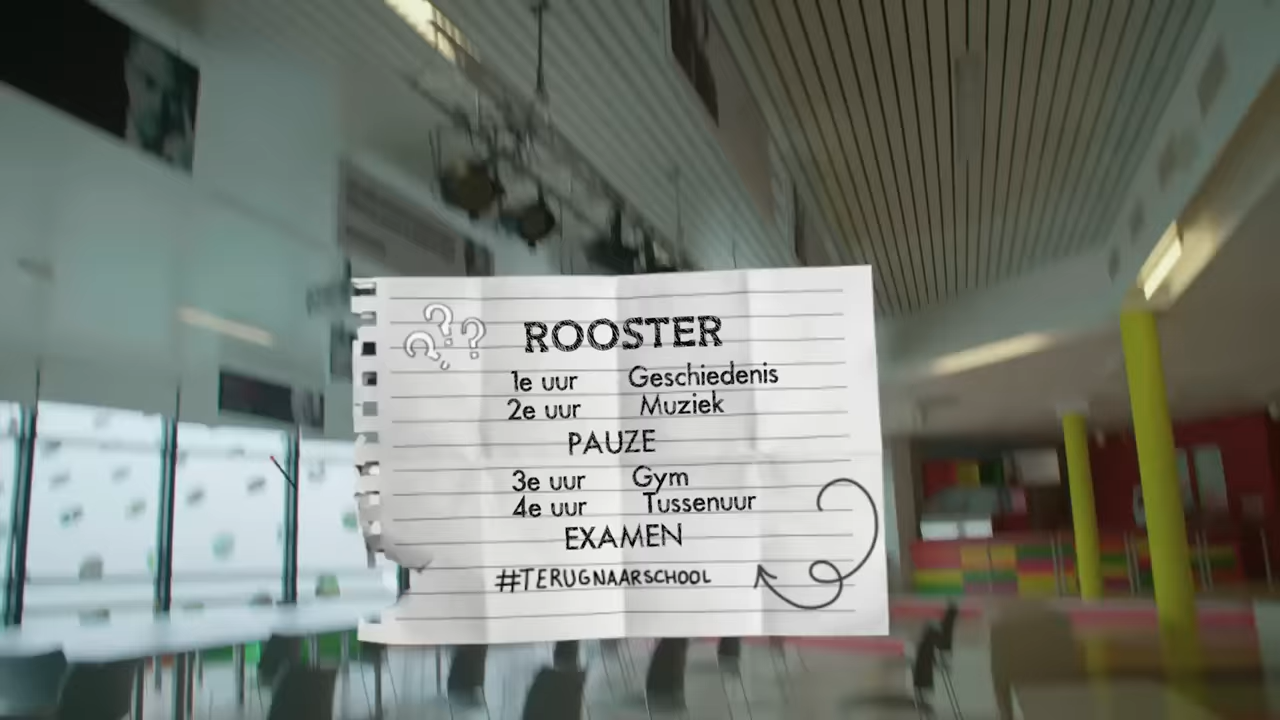 ROOSTER
1e uur Geschiedenis
2e uur Muziek
PAUZE
3e uur Gym
4e uur Tussenuur
EXAMEN
#TERUGNAARSCHOOL